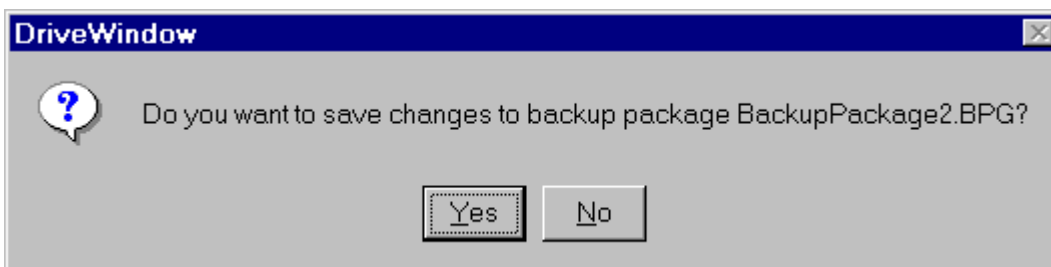 DriveWindow
Do you want to save changes to backup package BackupPackage2.BPG?
Yes No